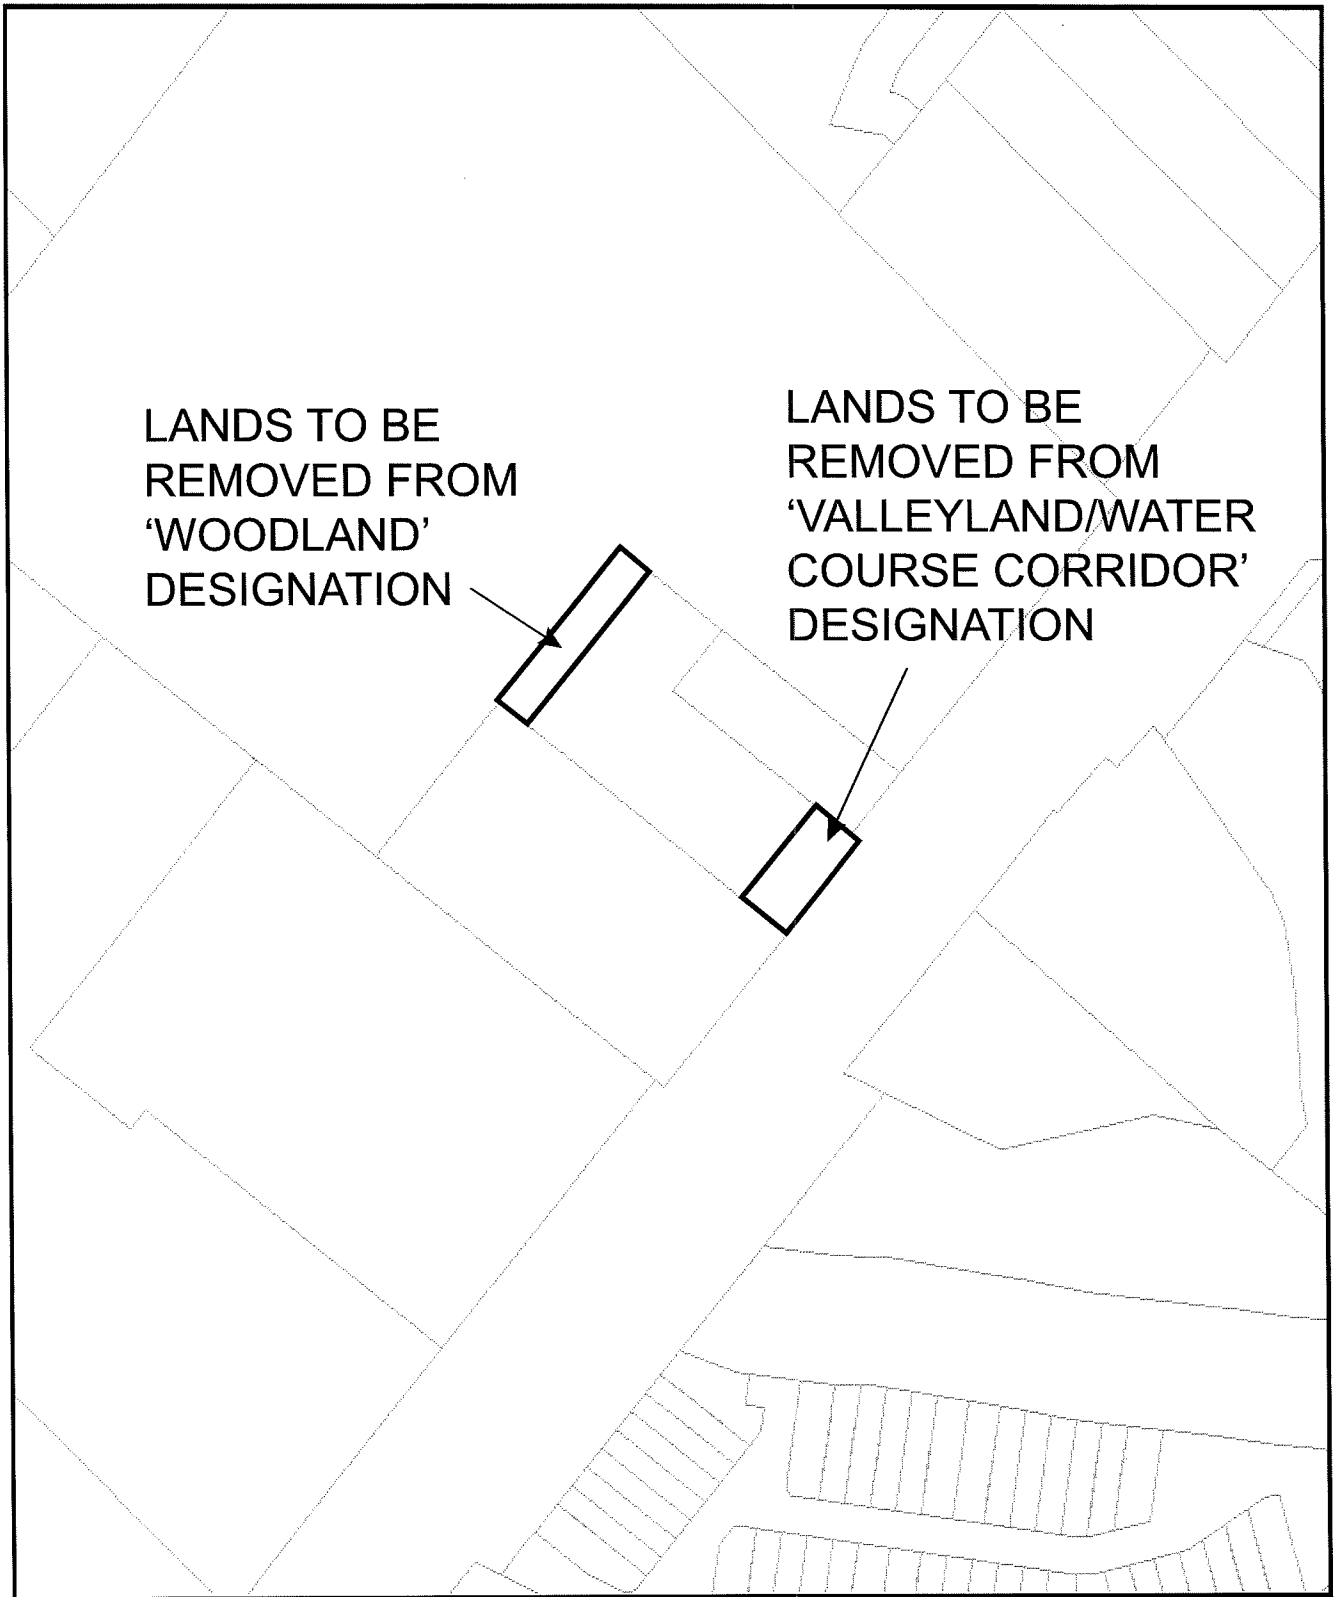 LANDS TO BE
REMOVED FROM
‘WOODLAND’
DESIGNATION
LANDS TO BE
REMOVED FROM
‘VALLEYLAND/WATER
COURSE CORRIDOR’
DESIGNATION